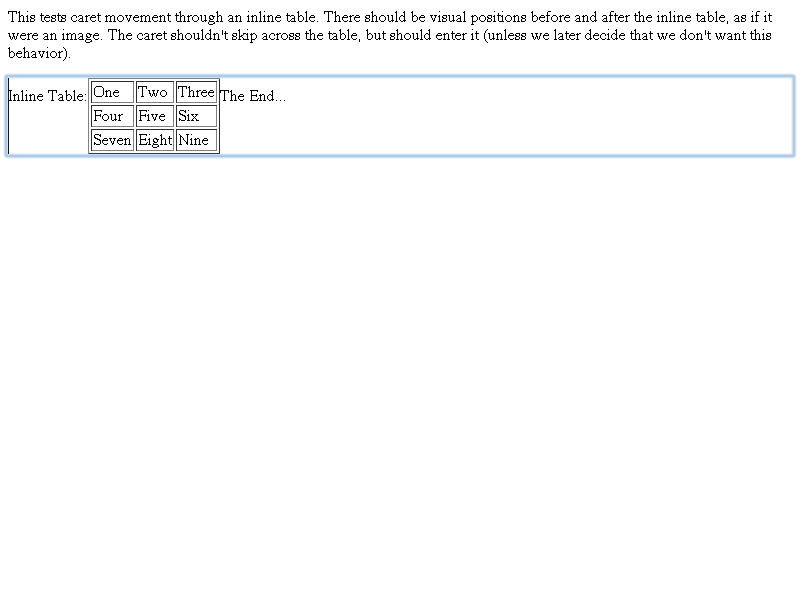 This tests caret movement through an inline table. There should be visual positions before and after the inline table, as if it
were an image. The caret shouldn't skip across the table, but should enter it (unless we later decide that we don't want this
behavior).
Inline Table: One Two Three The End...
Four Five Six
Seven Eight Nine